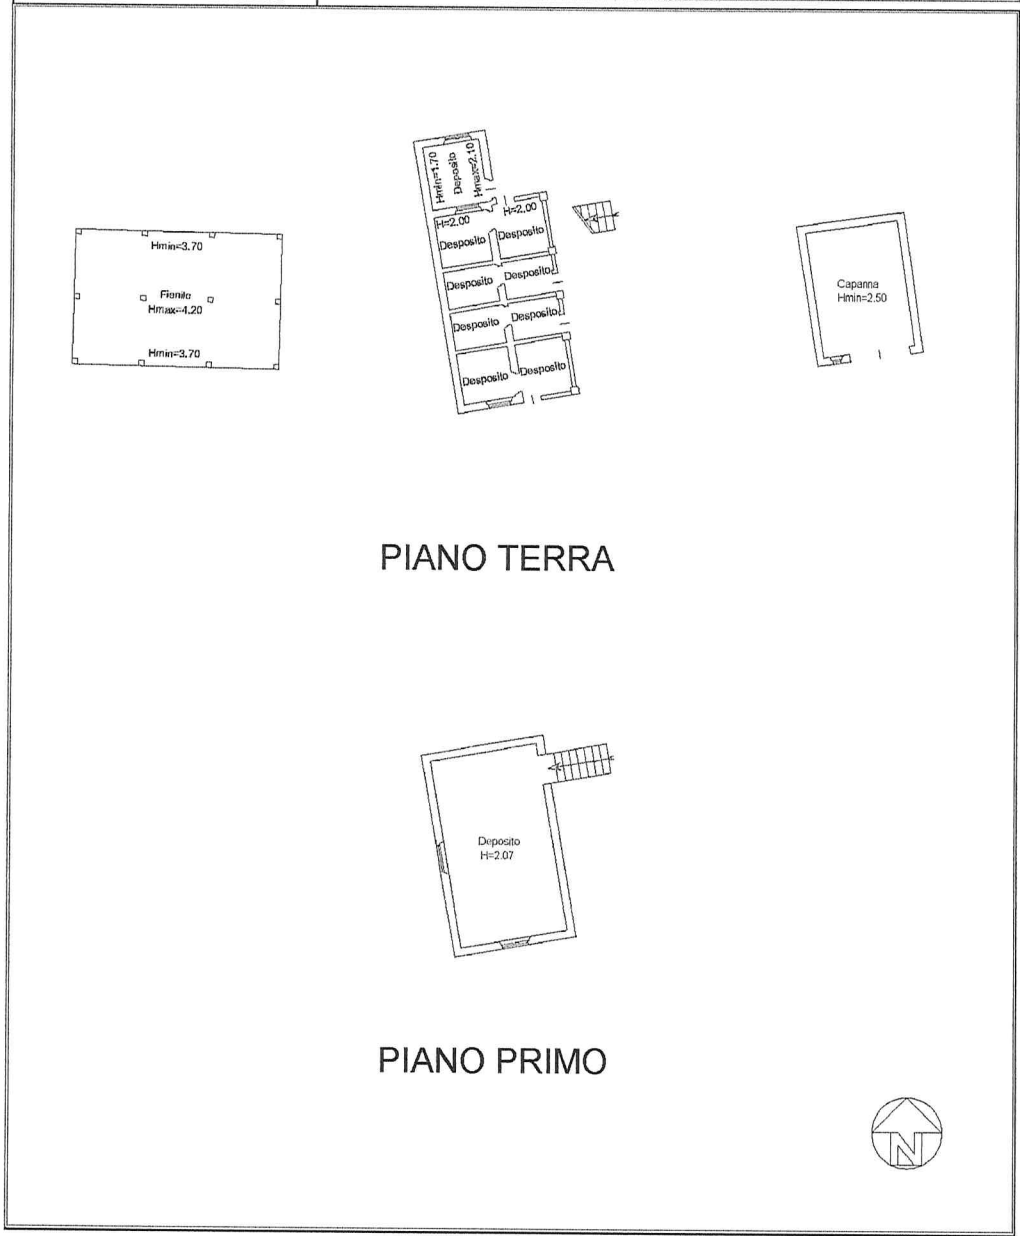 Hmin=3.70
Fienile
Hmax=4.20
Hmin=3.70
Hmin=1.70
Deposito
Hmax=2.10
H=2.00
H=2.00
Desposito
Desposito
Desposito
Desposito
Desposito
Desposito
Desposito
Desposito
Capanna
Hmin=2.50
PIANO TERRA
Deposito
H=2.07
PIANO PRIMO
N